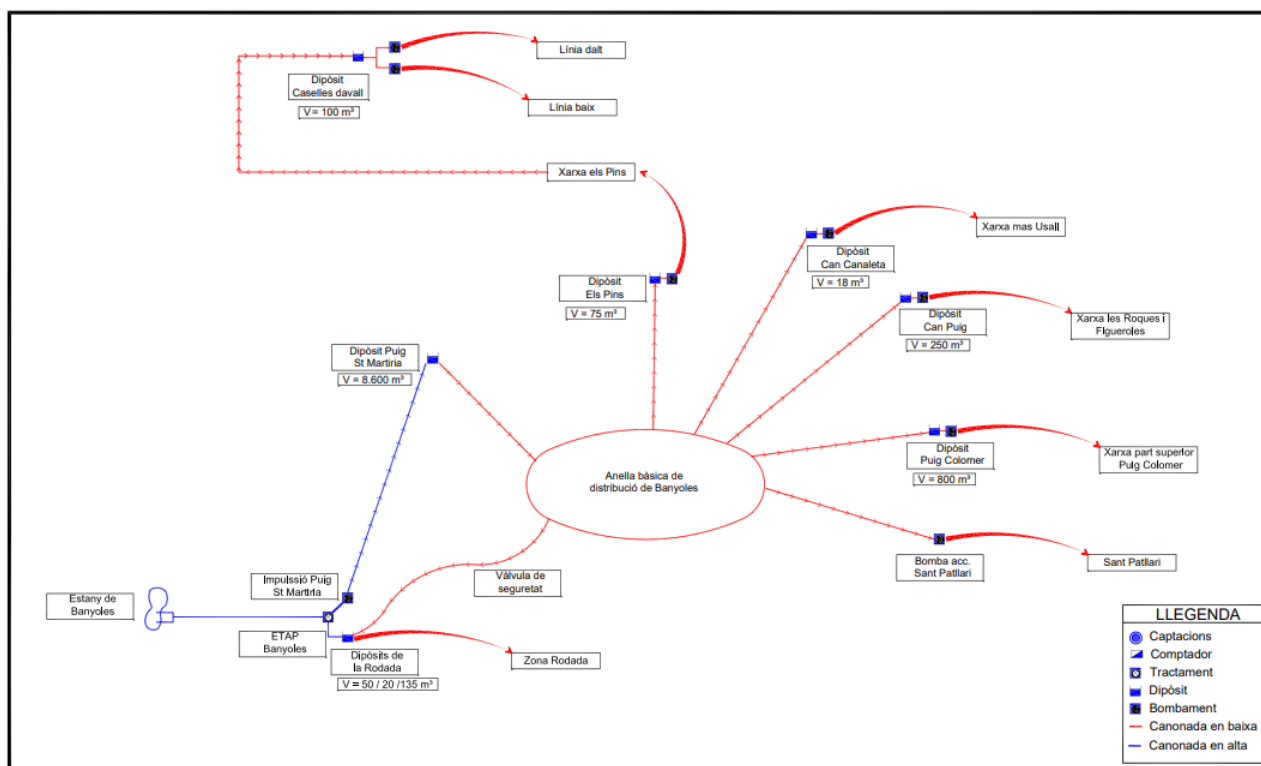 Línia dalt
Dipòsit
Caselles davall
V = 100 m³
Línia baix
Xarxa els Pins
Xarxa mas Usall
Dipòsit
Can Canaleta
V = 18 m³
Dipòsit
Els Pins
V = 75 m³
Dipòsit
Can Puig
V = 250 m³
Xarxa les Roques i
Figueroles
Dipòsit Puig
St Martiria
V = 8.600 m³
Dipòsit
Puig Colomer
V = 800 m³
Xarxa part superior
Puig Colomer
Anella bàsica de
distribució de Banyoles
Bomba acc.
Sant Patllari
Sant Patllari
Vàlvula de
seguretat
Impulssió Puig
St Martiria
Estany de
Banyoles
ETAP
Banyoles
Dipòsits de
la Rodada
V = 50 / 20 /135 m³
Zona Rodada
LLEGENDA
Captacions
Comptador
Tractament
Dipòsit
Bombament
Canonada en baixa
Canonada en alta